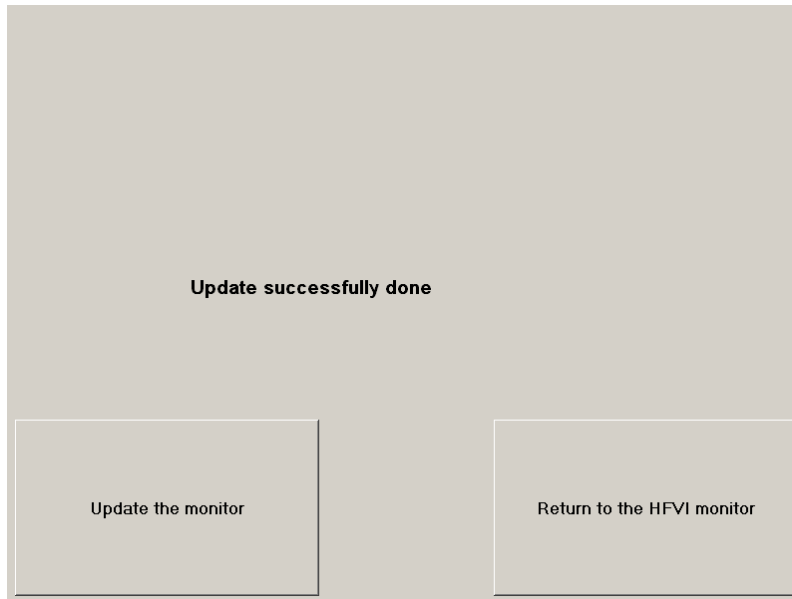 Update successfully done
Update the monitor
Return to the HFVI monitor